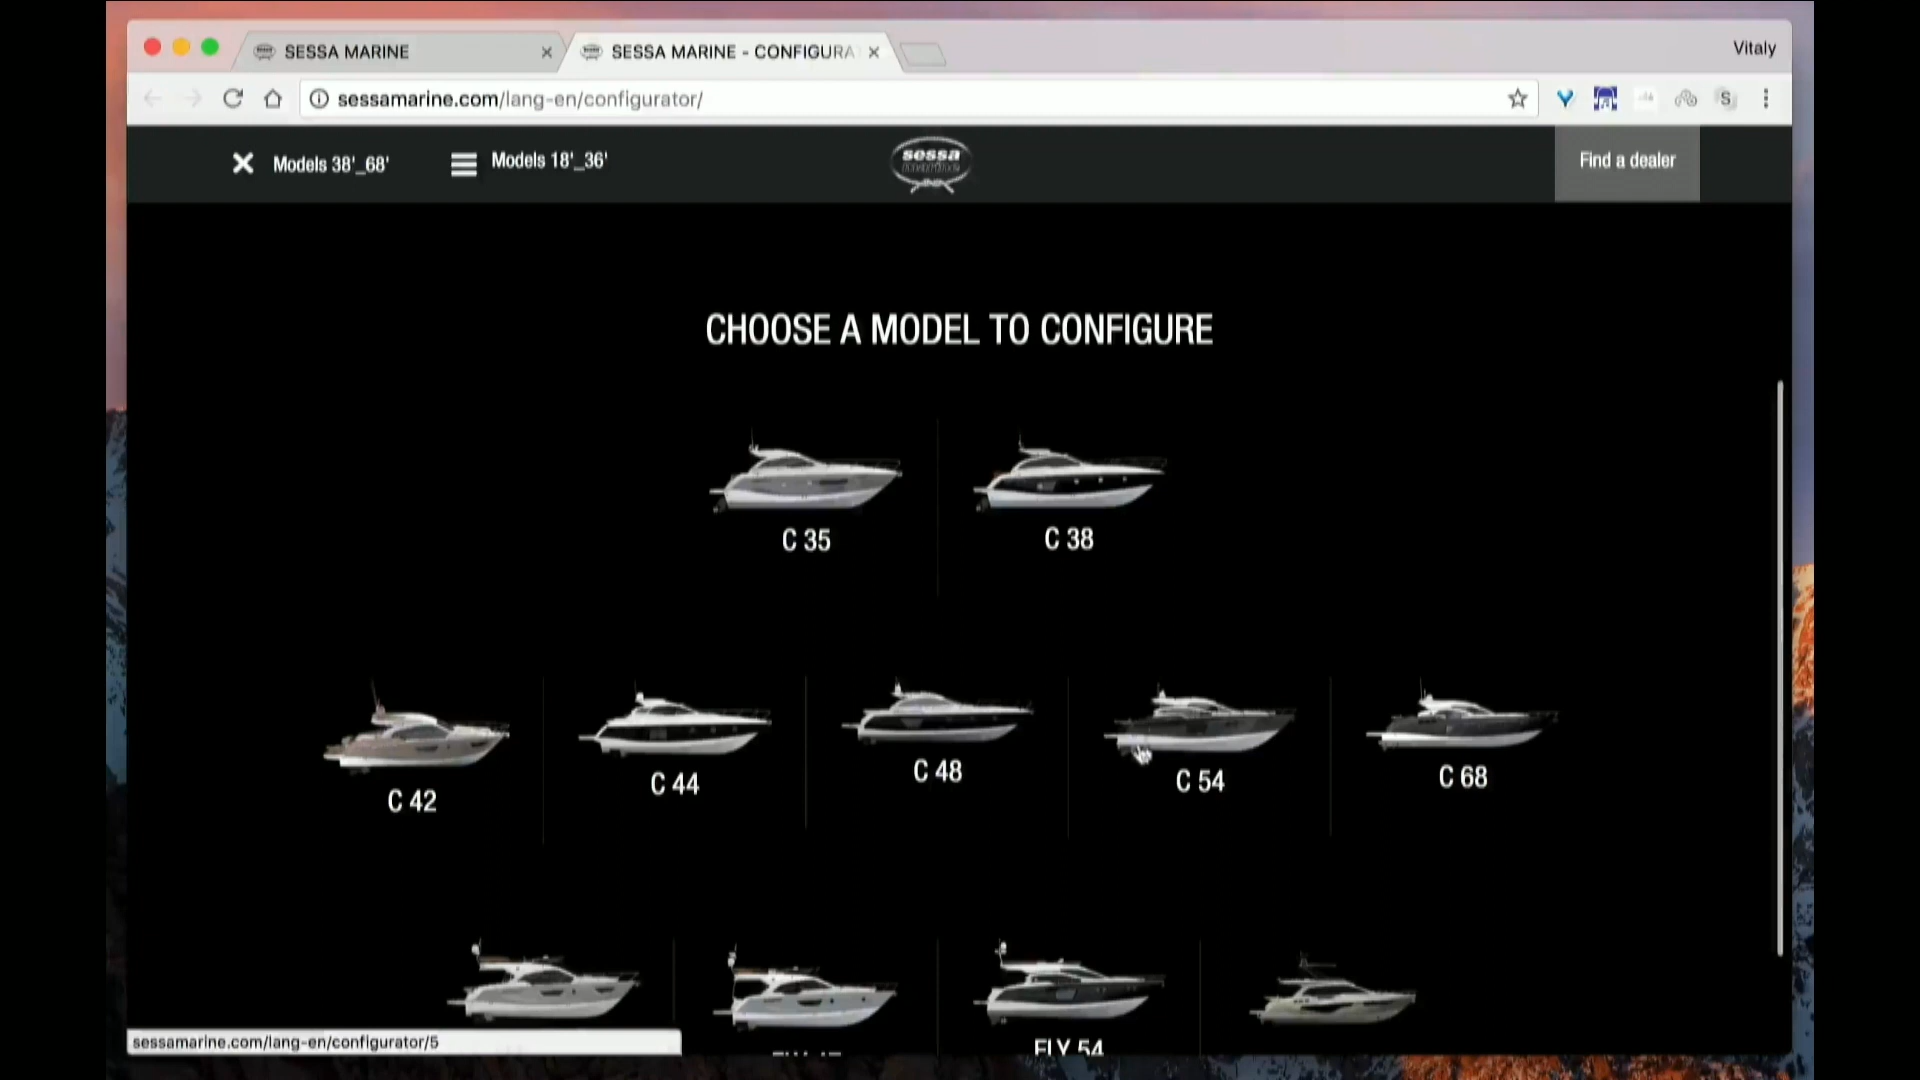 SESSA MARINE
SESSA MARINE - CONFIGURA
Vitaly
sessamarine.com/lang-en/configurator/
S
Models 38'_68'
Models 18'_36'
sessa
Find a dealer
CHOOSE A MODEL TO CONFIGURE
C 35
C 38
C 42
C 44
C 48
C 54
C 68
FLY 54
sessamarine.com/lang-en/configurator/5